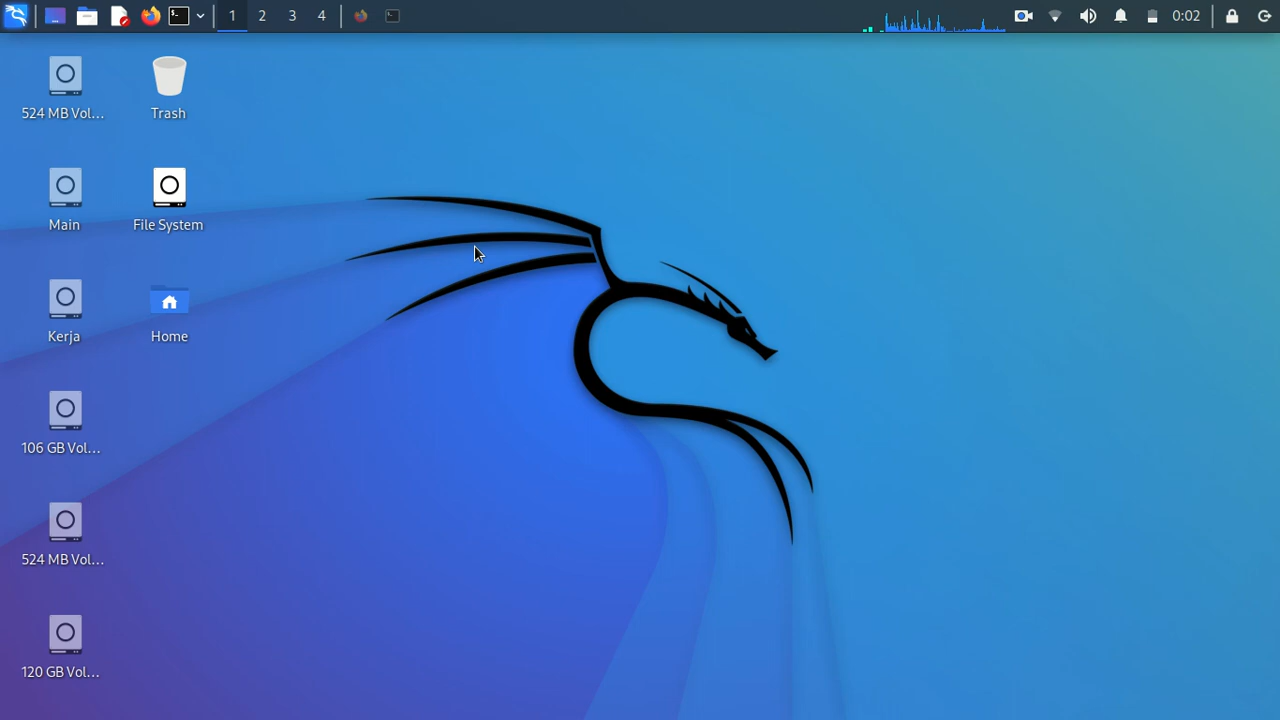 1 2 3 4 0:02
524 MB Vol... Trash
Main File System
Kerja Home
106 GB Vol...
524 MB Vol...
120 GB Vol...